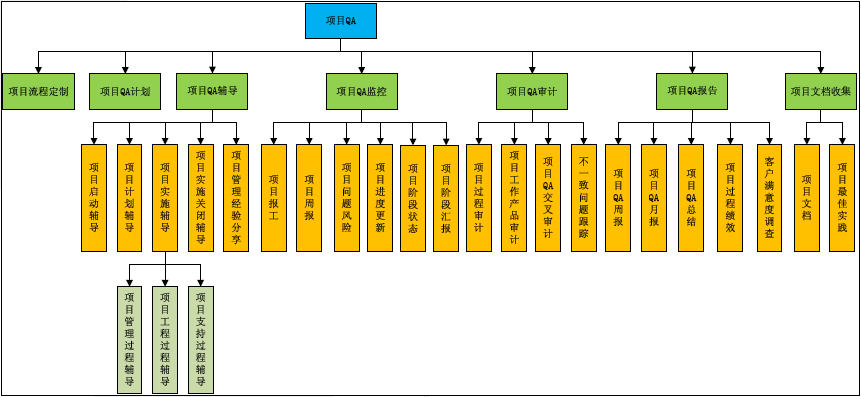 项目QA
项目流程定制
项目QA计划
项目QA辅导
项目QA监控
项目QA审计
项目QA报告
项目文档收集
项目启动辅导
项目计划辅导
项目实施辅导
项目实施关闭辅导
项目管理经验分享
项目报工
项目周报
项目问题风险
项目进度更新
项目阶段状态
项目阶段汇报
项目过程审计
项目工作产品审计
项目QA交叉审计
不一致问题跟踪
项目QA周报
项目QA月报
项目QA总结
项目过程绩效
客户满意度调查
项目文档
项目最佳实践
项目管理过程辅导
项目工程过程辅导
项目支持过程辅导